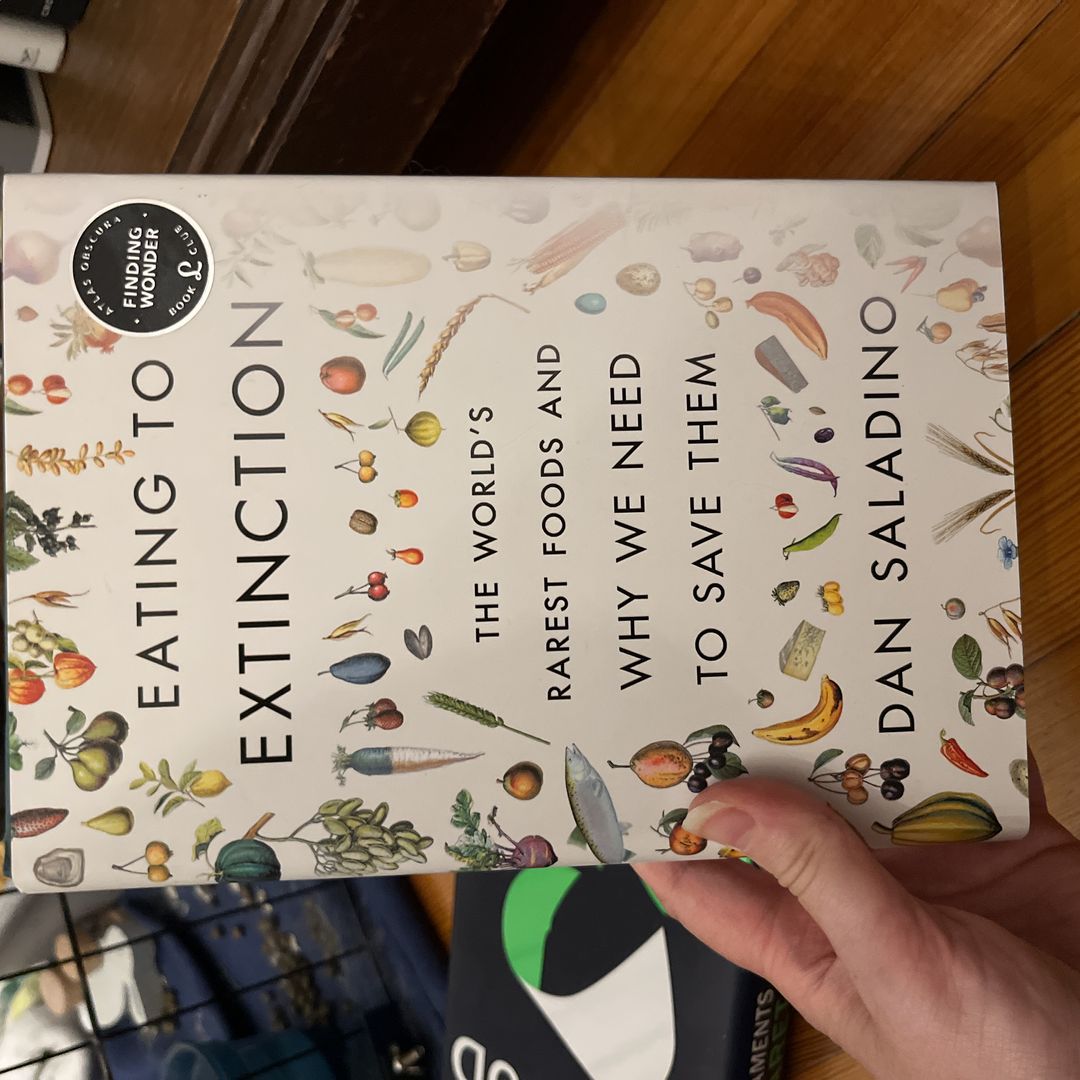 ATLAS OBSCURA
FINDING
WONDER
BOOK CLUB
EATING TO
EXTINCTION
THE WORLD'S
RAREST FOODS AND
WHY WE NEED
TO SAVE THEM
DAN SALADINO
AMENTS